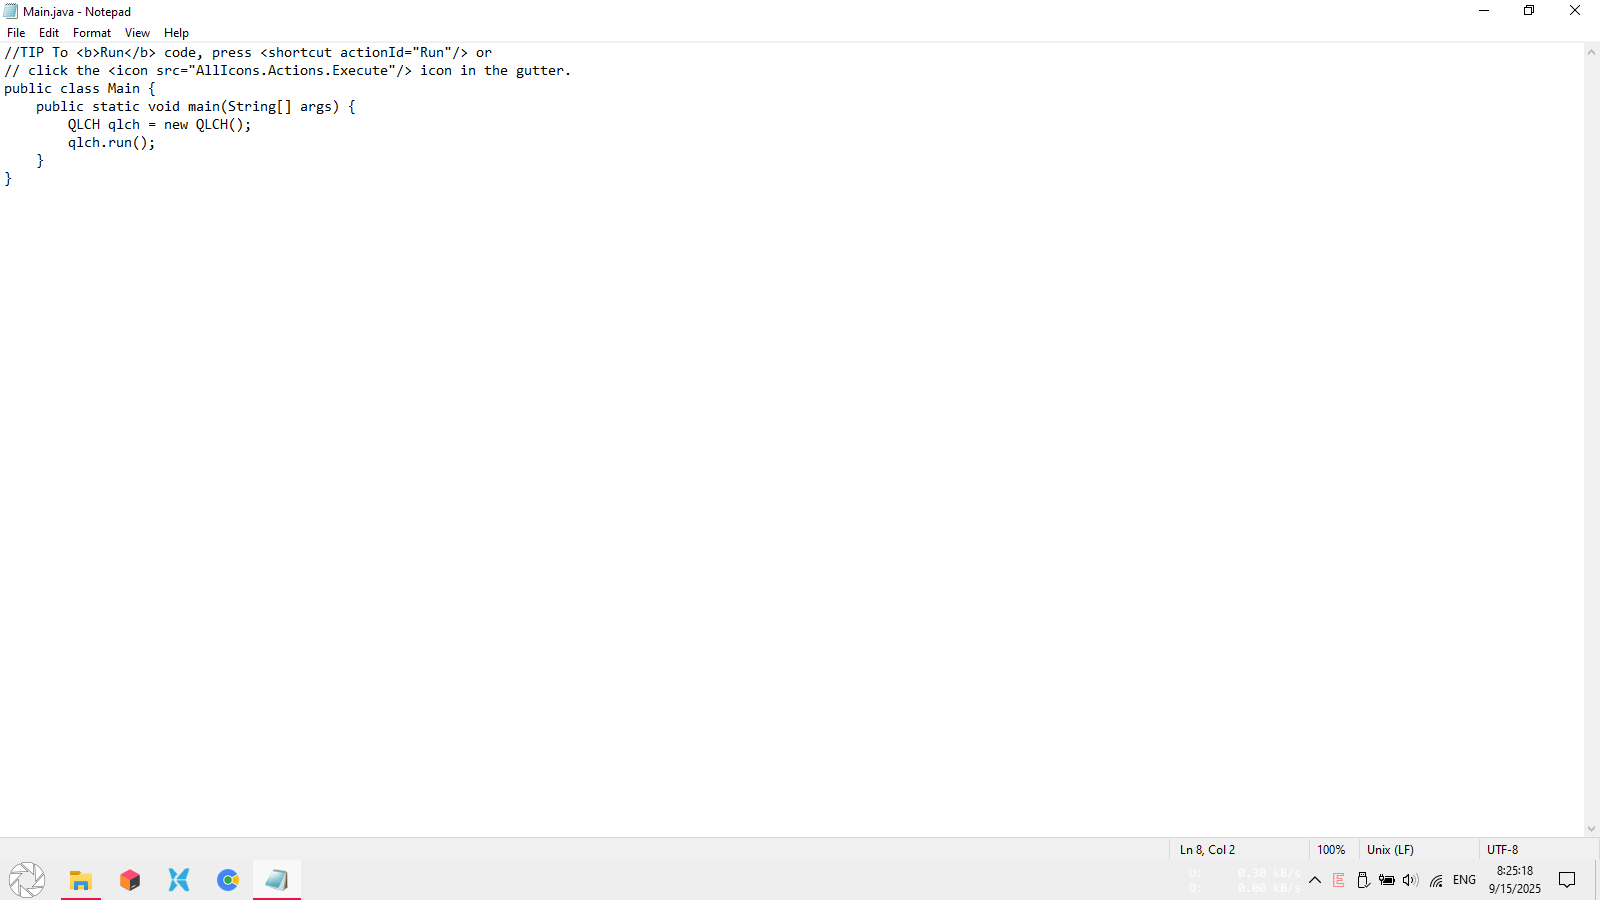 Main.java - Notepad
File Edit Format View Help
//TIP To <b>Run</b> code, press <shortcut actionId="Run"/> or
// click the <icon src="AllIcons.Actions.Execute"/> icon in the gutter.
public class Main {
    public static void main(String[] args) {
        QLCH qlch = new QLCH();
        qlch.run();
    }
}
Ln 8, Col 2 100% Unix (LF) UTF-8
U: 0.30 kB/s
D: 0.00 kB/s
E
ENG
8:25:18
9/15/2025